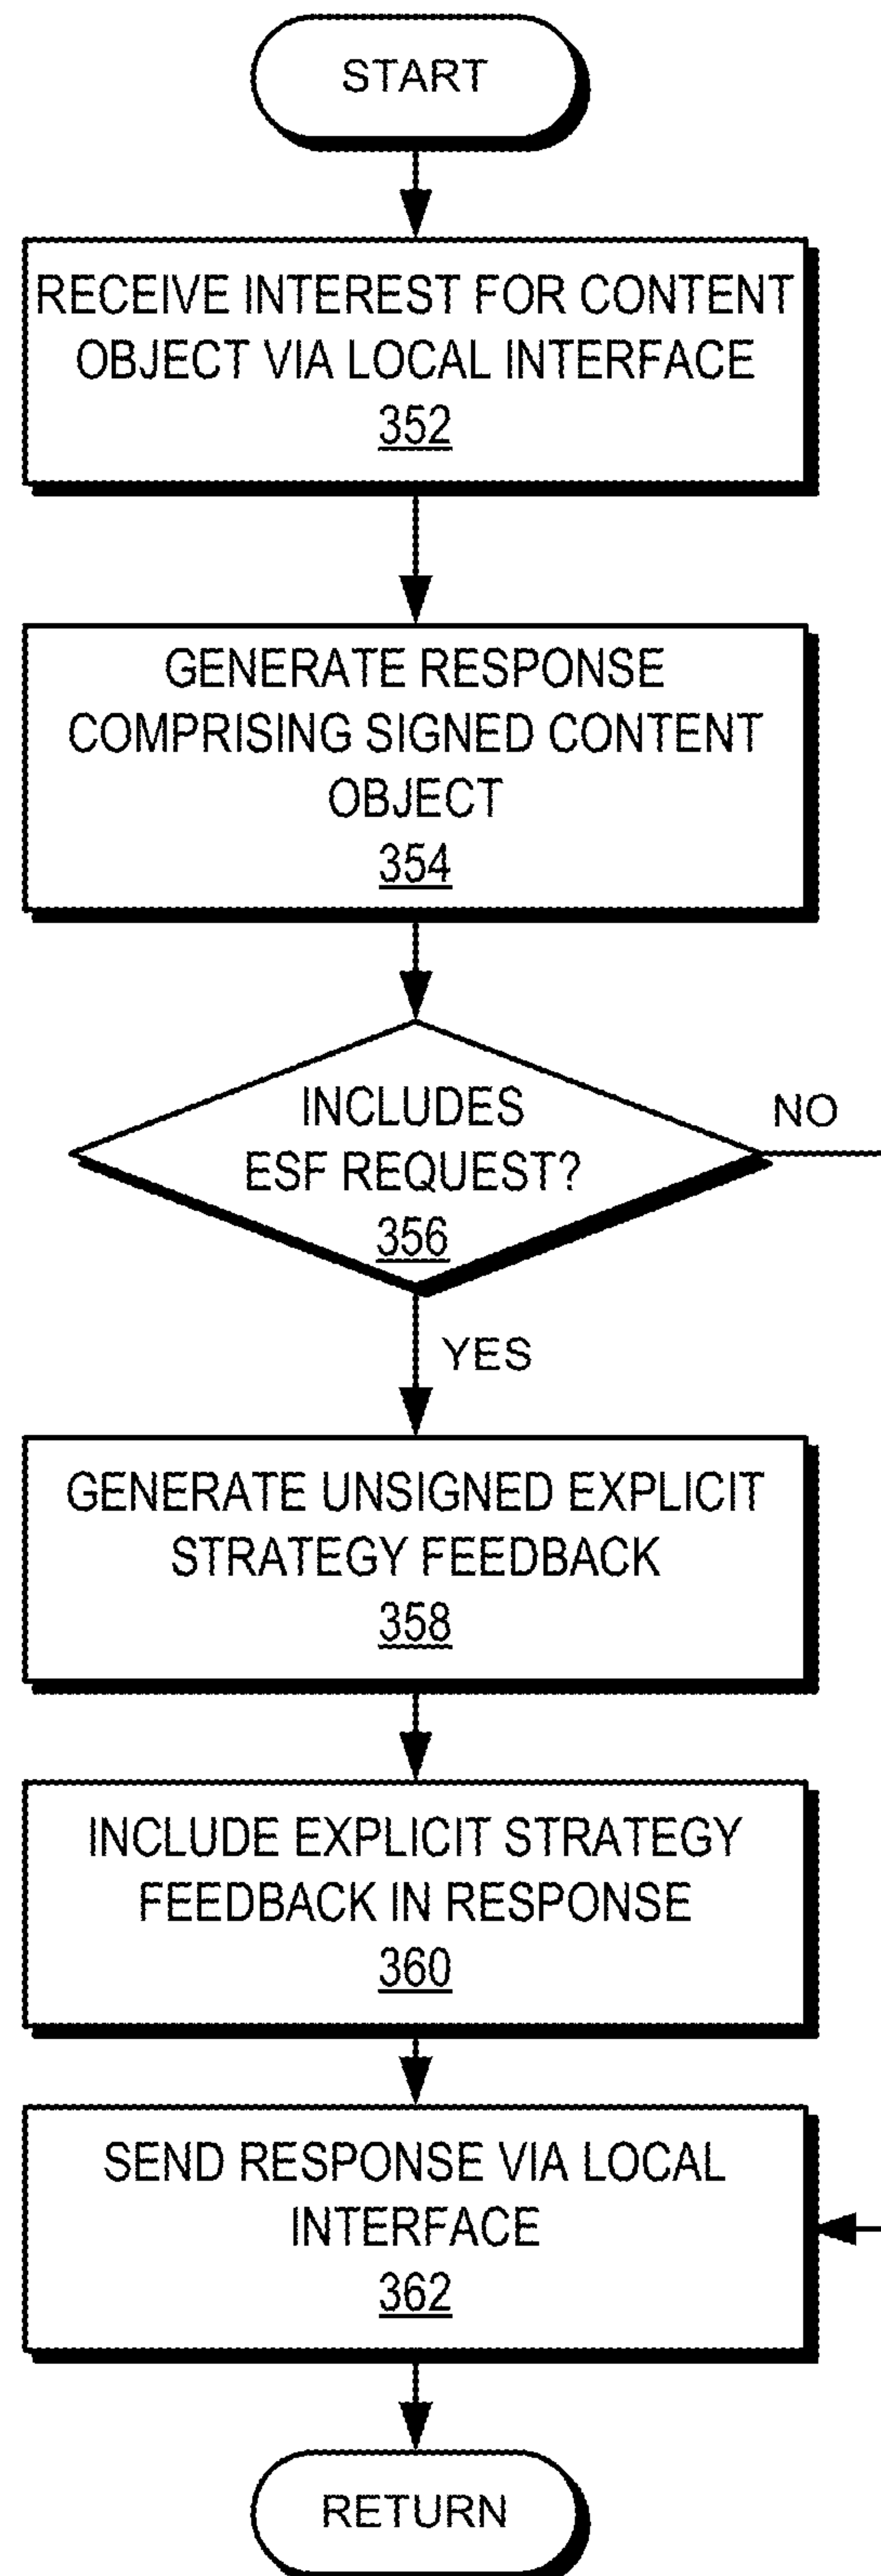 START
RECEIVE INTEREST FOR CONTENT
OBJECT VIA LOCAL INTERFACE
352
GENERATE RESPONSE
COMPRISING SIGNED CONTENT
OBJECT
354
INCLUDES
ESF REQUEST?
356
NO
YES
GENERATE UNSIGNED EXPLICIT
STRATEGY FEEDBACK
358
INCLUDE EXPLICIT STRATEGY
FEEDBACK IN RESPONSE
360
SEND RESPONSE VIA LOCAL
INTERFACE
362
RETURN